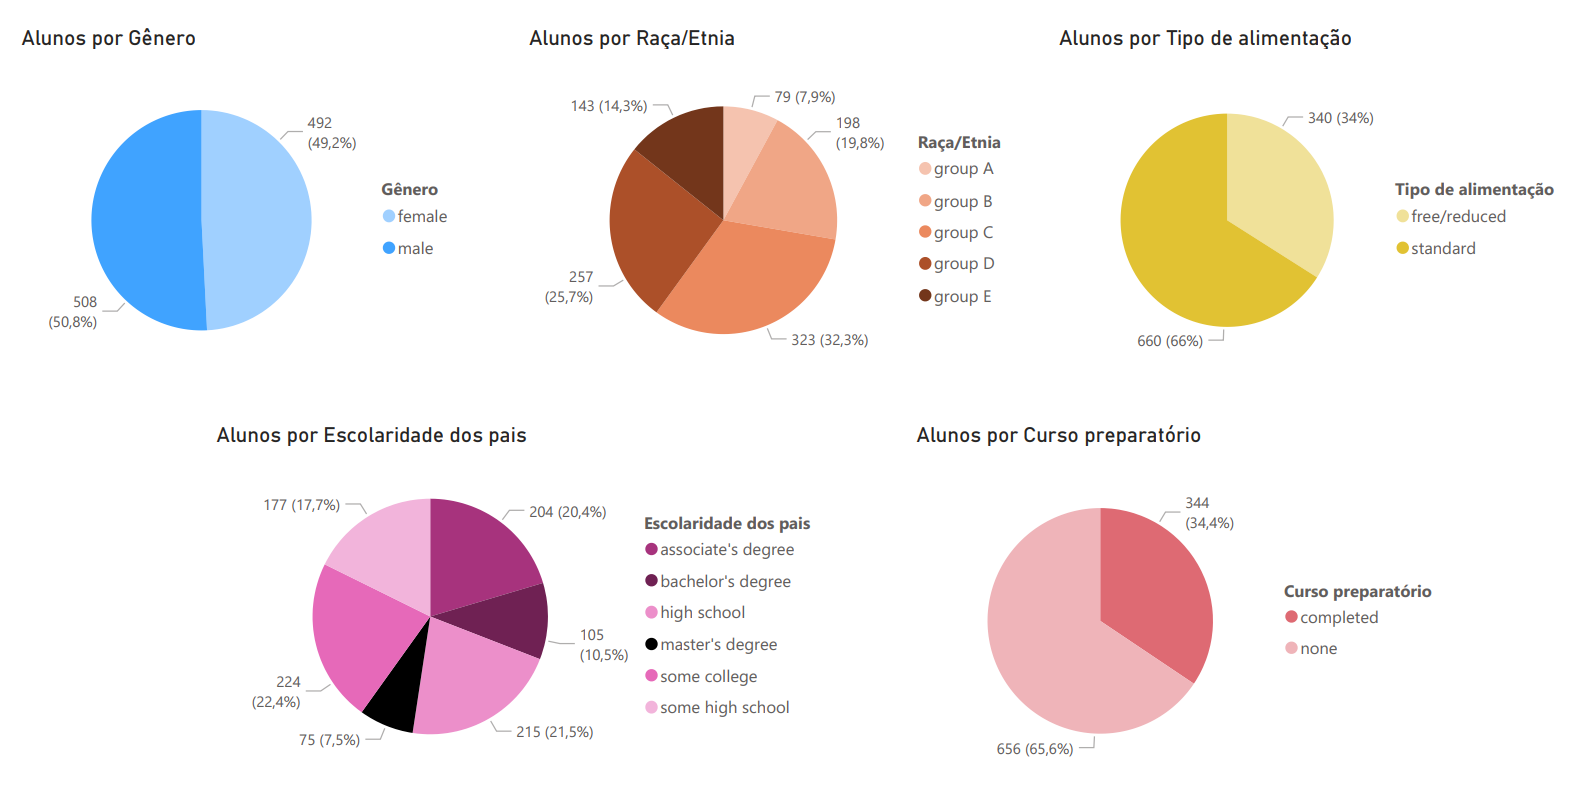 Alunos por Gênero
492
(49,2%)
508
(50,8%)
Gênero
female
male
Alunos por Raça/Etnia
143 (14,3%)
79 (7,9%)
198
(19,8%)
257
(25,7%)
323 (32,3%)
Raça/Etnia
group A
group B
group C
group D
group E
Alunos por Tipo de alimentação
340 (34%)
660 (66%)
Tipo de alimentação
free/reduced
standard
Alunos por Escolaridade dos pais
177 (17,7%)
204 (20,4%)
105
(10,5%)
224
(22,4%)
75 (7,5%)
215 (21,5%)
Escolaridade dos pais
associate's degree
bachelor's degree
high school
master's degree
some college
some high school
Alunos por Curso preparatório
344
(34,4%)
656 (65,6%)
Curso preparatório
completed
none